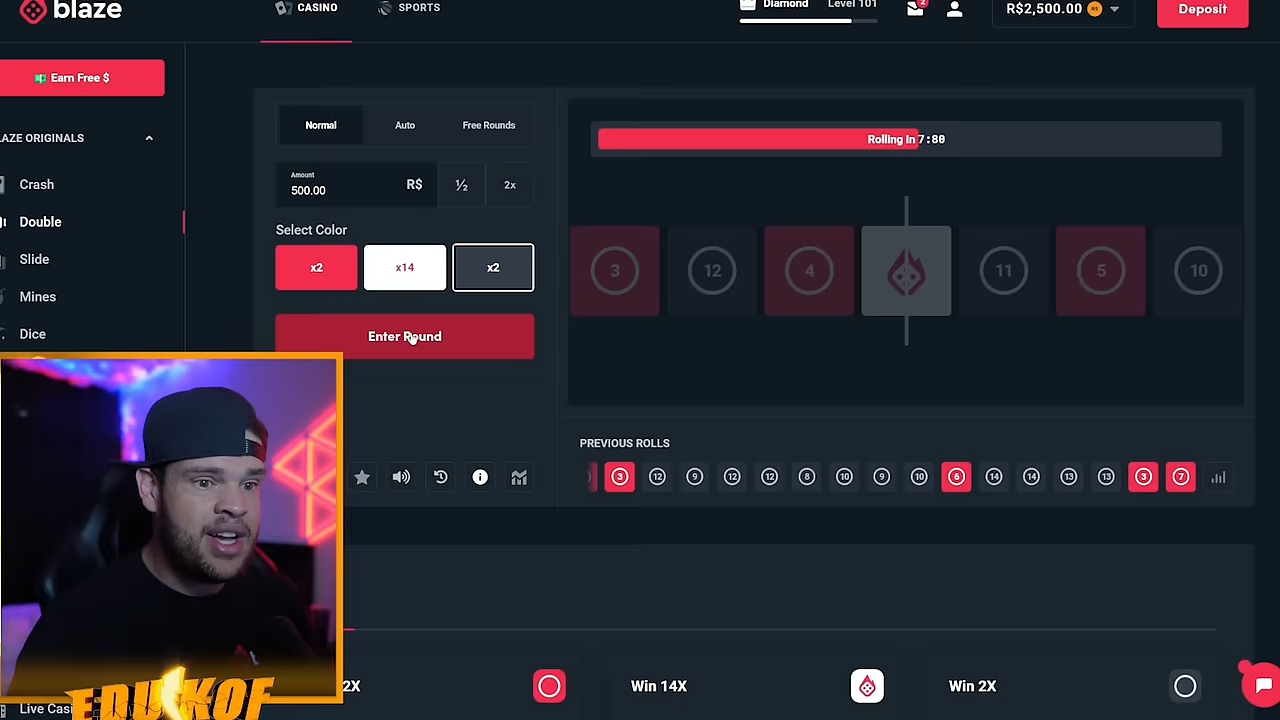 blaze
CASINO
SPORTS
Diamond
Level 101
2
R$2,500.00
R$
Deposit
Earn Free $
LAZE ORIGINALS
Crash
Double
Slide
Mines
Dice
Live Casi
Normal
Auto
Free Rounds
Amount
500.00
R$
½
2x
Select Color
x2
x14
x2
Enter Round
Rolling In 7:80
3
12
4
11
5
10
PREVIOUS ROLLS
3 12 9 12 12 8 10 9 10 6 14 14 13 13 3 7
2X
Win 14X
Win 2X
EDUKOF